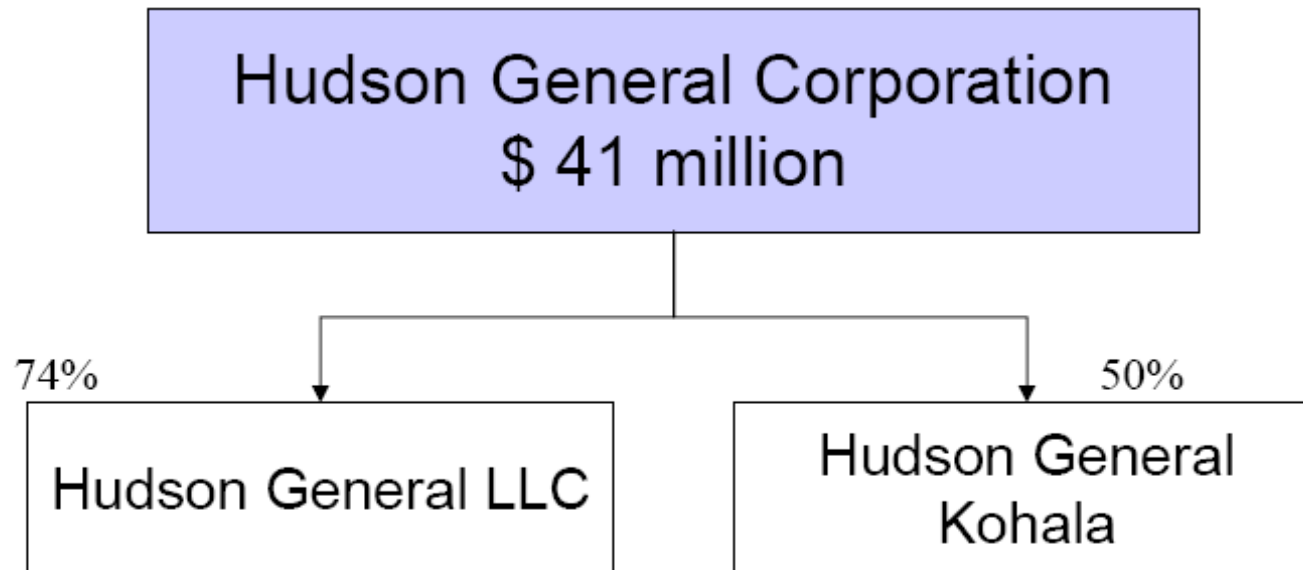 Hudson General Corporation
$ 41 million
74%
50%
Hudson General LLC
Hudson General
Kohala